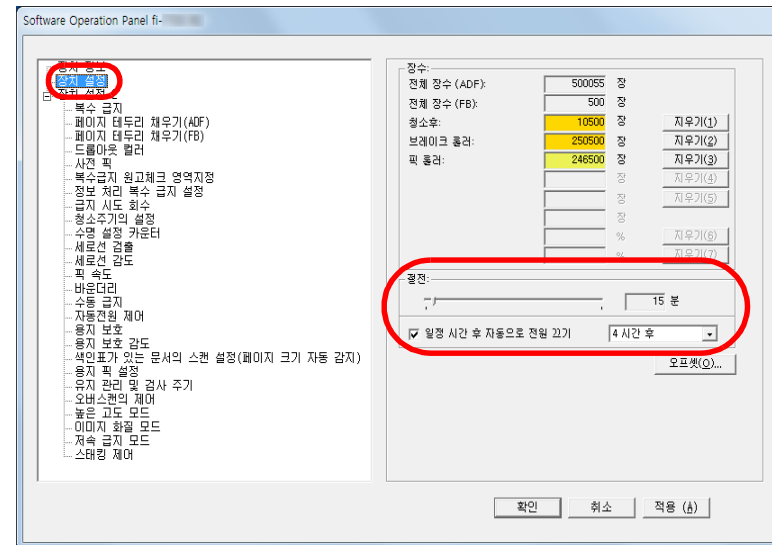 Software Operation Panel fi-
장치 정보
장치 설정
장치 설정 2
복수 급지
페이지 테두리 채우기(ADF)
페이지 테두리 채우기(FB)
드롭아웃 컬러
사전 픽
복수급지 원고체크 영역지정
정보 처리 복수 급지 설정
급지 시도 회수
청소주기의 설정
수명 설정 카운터
세로선 검출
세로선 감도
픽 속도
바운더리
수동 급지
자동전원 제어
용지 보호
용지 보호 감도
색인표가 있는 문서의 스캔 설정(페이지 크기 자동 감지)
용지 픽 설정
유지 관리 및 검사 주기
오버스캔의 제어
높은 고도 모드
이미지 화질 모드
저속 급지 모드
스태킹 제어
장수:
전체 장수 (ADF): 500055 장
전체 장수 (FB): 500 장
청소후: 10500 장 지우기(1)
브레이크 롤러: 250500 장 지우기(2)
픽 롤러: 246500 장 지우기(3)
장 지우기(4)
장 지우기(5)
장
% 지우기(6)
% 지우기(7)
절전:
15 분
일정 시간 후 자동으로 전원 끄기 4 시간 후
오프셋(O)...
확인 취소 적용 (A)